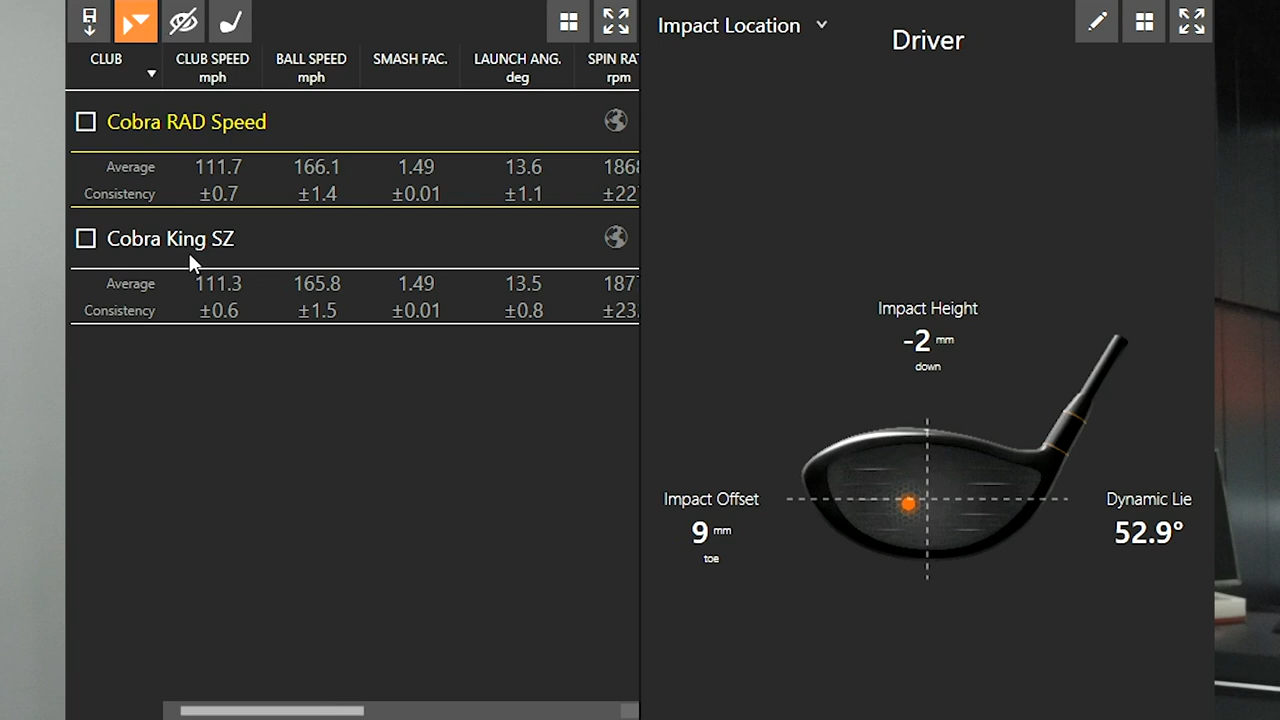 CLUB CLUB SPEED BALL SPEED SMASH FAC. LAUNCH ANG.
mph mph deg rpm
Cobra RAD Speed
Average 111.7 166.1 1.49 13.6
Consistency ±0.7 ±1.4 ±0.01 ±1.1
Cobra King SZ
Average 111.3 165.8 1.49 13.5
Consistency ±0.6 ±1.5 ±0.01 ±0.8
Impact Location
Driver
Impact Height
-2 mm
down
Impact Offset
9 mm
toe
Dynamic Lie
52.9°